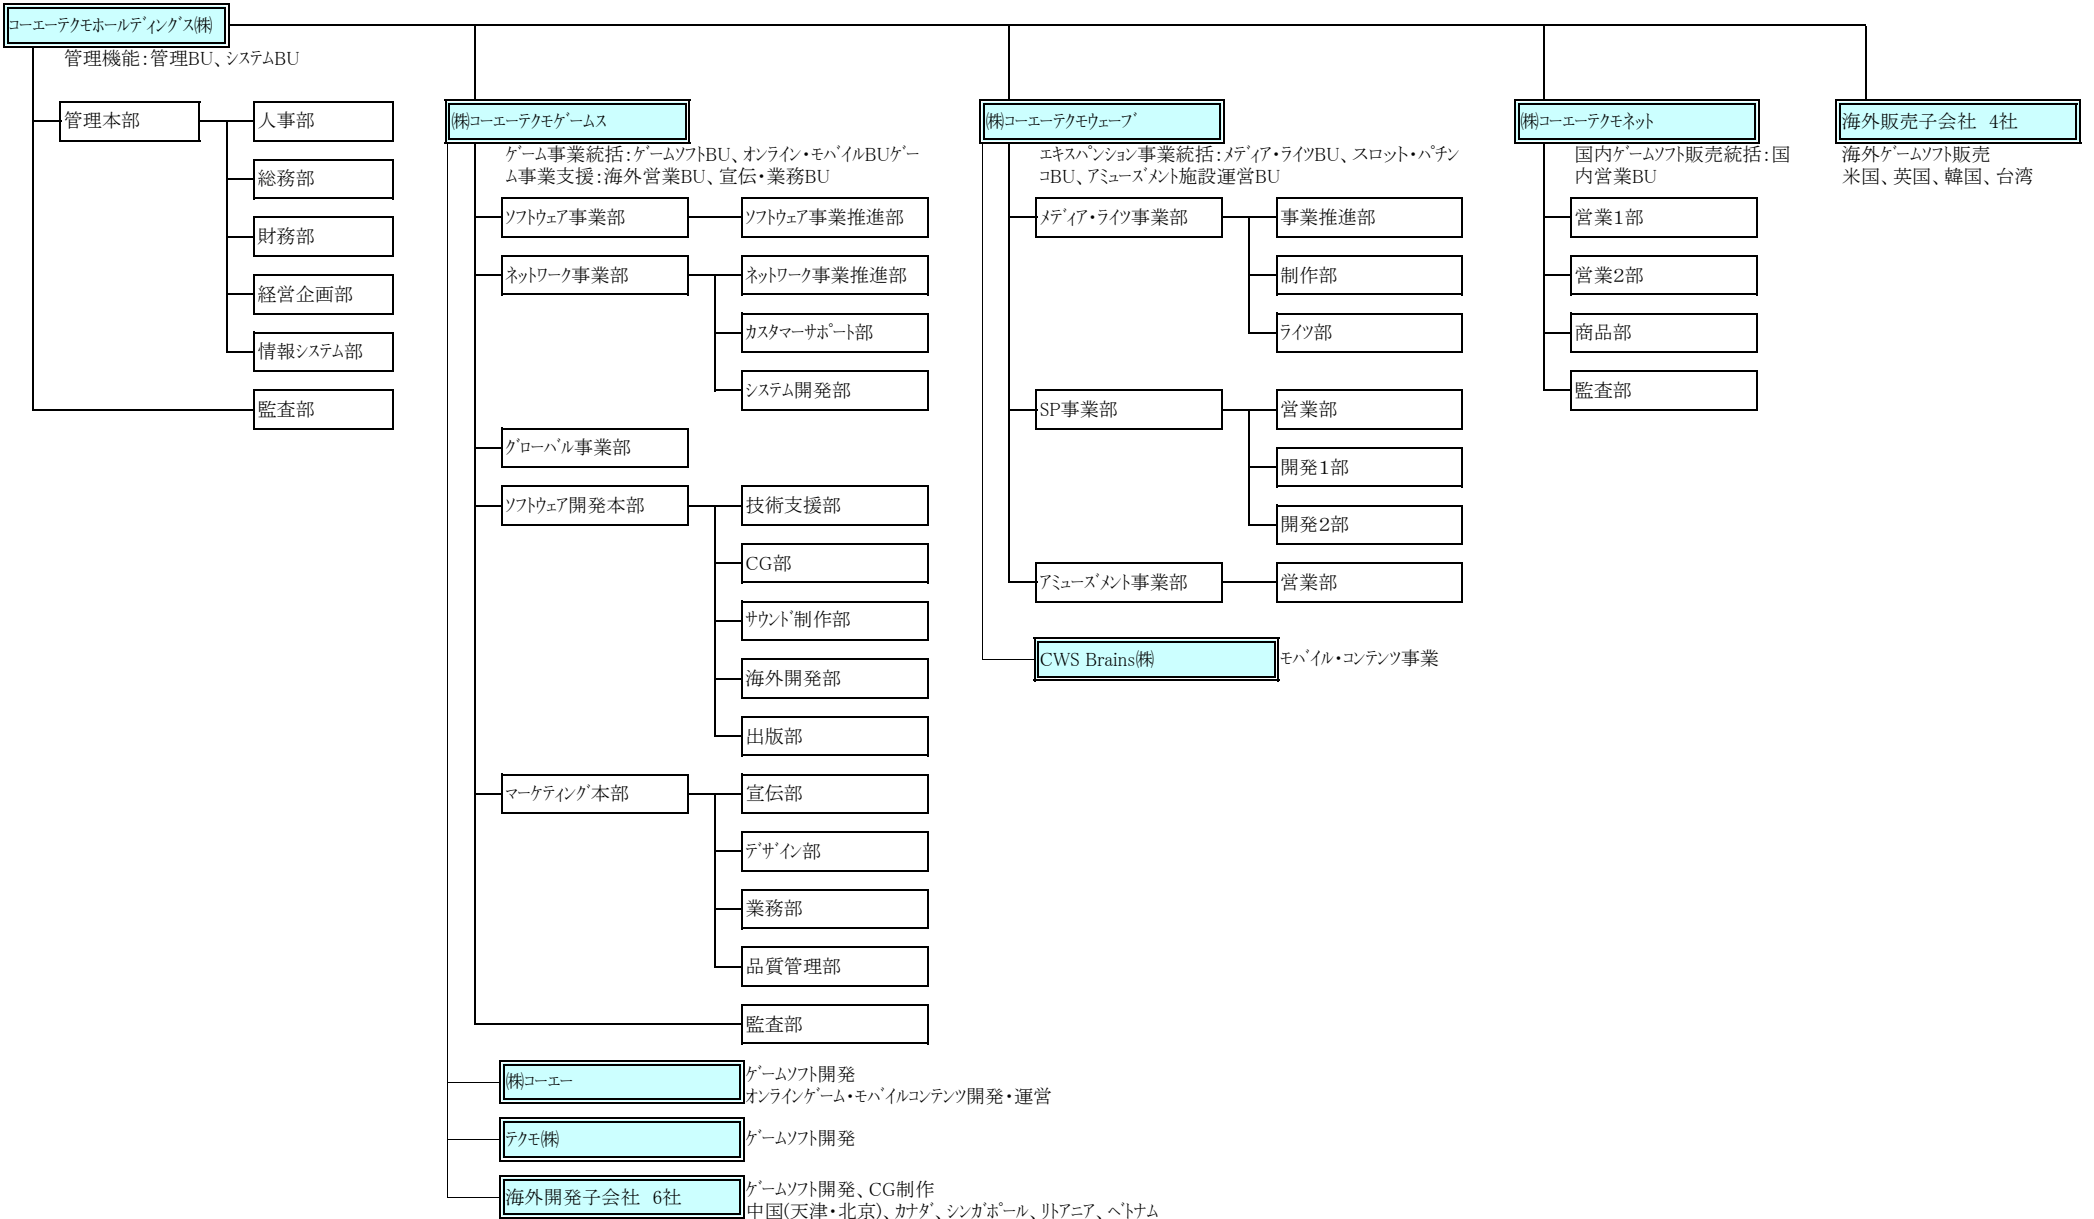 コーエーテクモホールディングス㈱
管理機能：管理BU、システムBU
管理本部
人事部
総務部
財務部
経営企画部
情報システム部
監査部
㈱コーエーテクモゲームス
ゲーム事業統括：ゲームソフトBU、オンライン・モバイルBUゲー
ム事業支援：海外営業BU、宣伝・業務BU
ソフトウェア事業部
ソフトウェア事業推進部
ネットワーク事業部
ネットワーク事業推進部
カスタマーサポート部
システム開発部
グローバル事業部
ソフトウェア開発本部
技術支援部
CG部
サウンド制作部
海外開発部
出版部
マーケティング本部
宣伝部
デザイン部
業務部
品質管理部
監査部
㈱コーエー
ゲームソフト開発
オンラインゲーム・モバイルコンテンツ開発・運営
テクモ㈱
ゲームソフト開発
海外開発子会社　6社
ゲームソフト開発、CG制作
中国(天津・北京)、カナダ、シンガポール、リトアニア、ベトナム
㈱コーエーテクモウェーブ
エキスパンション事業統括：メディア・ライツBU、スロット・パチン
コBU、アミューズメント施設運営BU
メディア・ライツ事業部
事業推進部
制作部
ライツ部
SP事業部
営業部
開発１部
開発２部
アミューズメント事業部
営業部
CWS Brains㈱
モバイル・コンテンツ事業
㈱コーエーテクモネット
国内ゲームソフト販売統括：国
内営業BU
営業１部
営業２部
商品部
監査部
海外販売子会社　4社
海外ゲームソフト販売
米国、英国、韓国、台湾